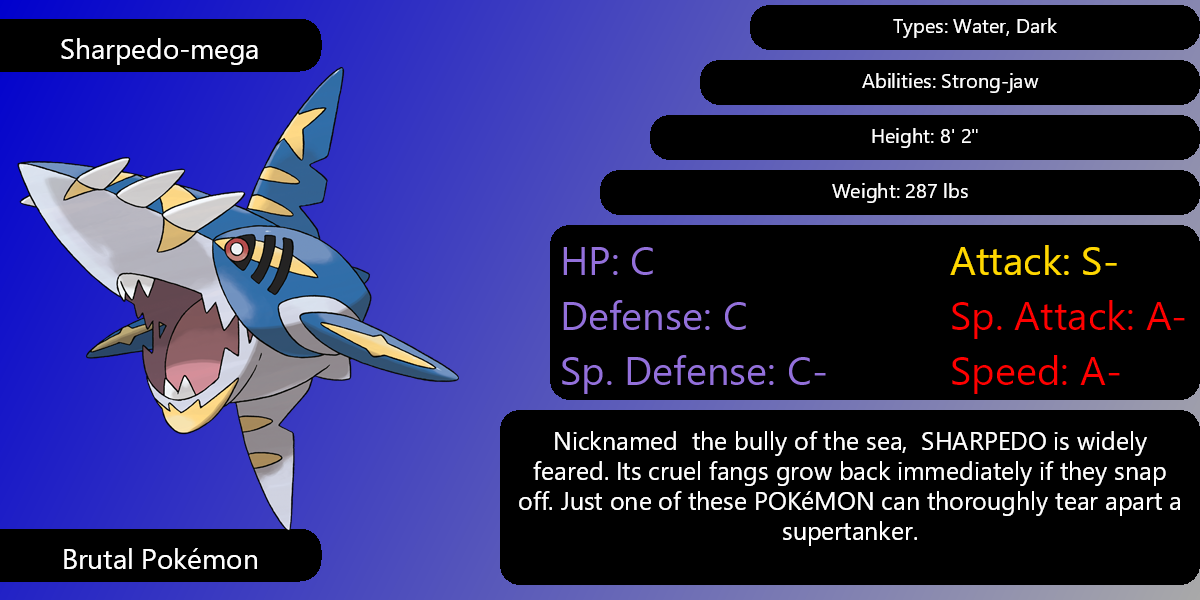 Sharpedo-mega
Types: Water, Dark
Abilities: Strong-jaw
Height: 8' 2"
Weight: 287 lbs
HP: C
Attack: S-
Defense: C
Sp. Attack: A-
Sp. Defense: C-
Speed: A-
Nicknamed  the bully of the sea,  SHARPEDO is widely
feared. Its cruel fangs grow back immediately if they snap
off. Just one of these POKéMON can thoroughly tear apart a
supertanker.
Brutal Pokémon